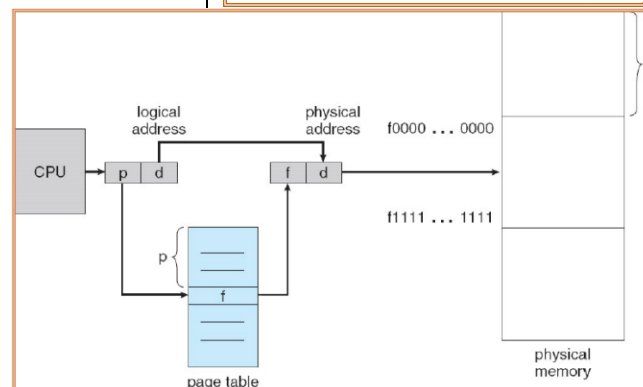 logical
address
physical
address
f0000 ... 0000
CPU
p
d
f
d
f1111 ... 1111
p
f
physical
memory
page table